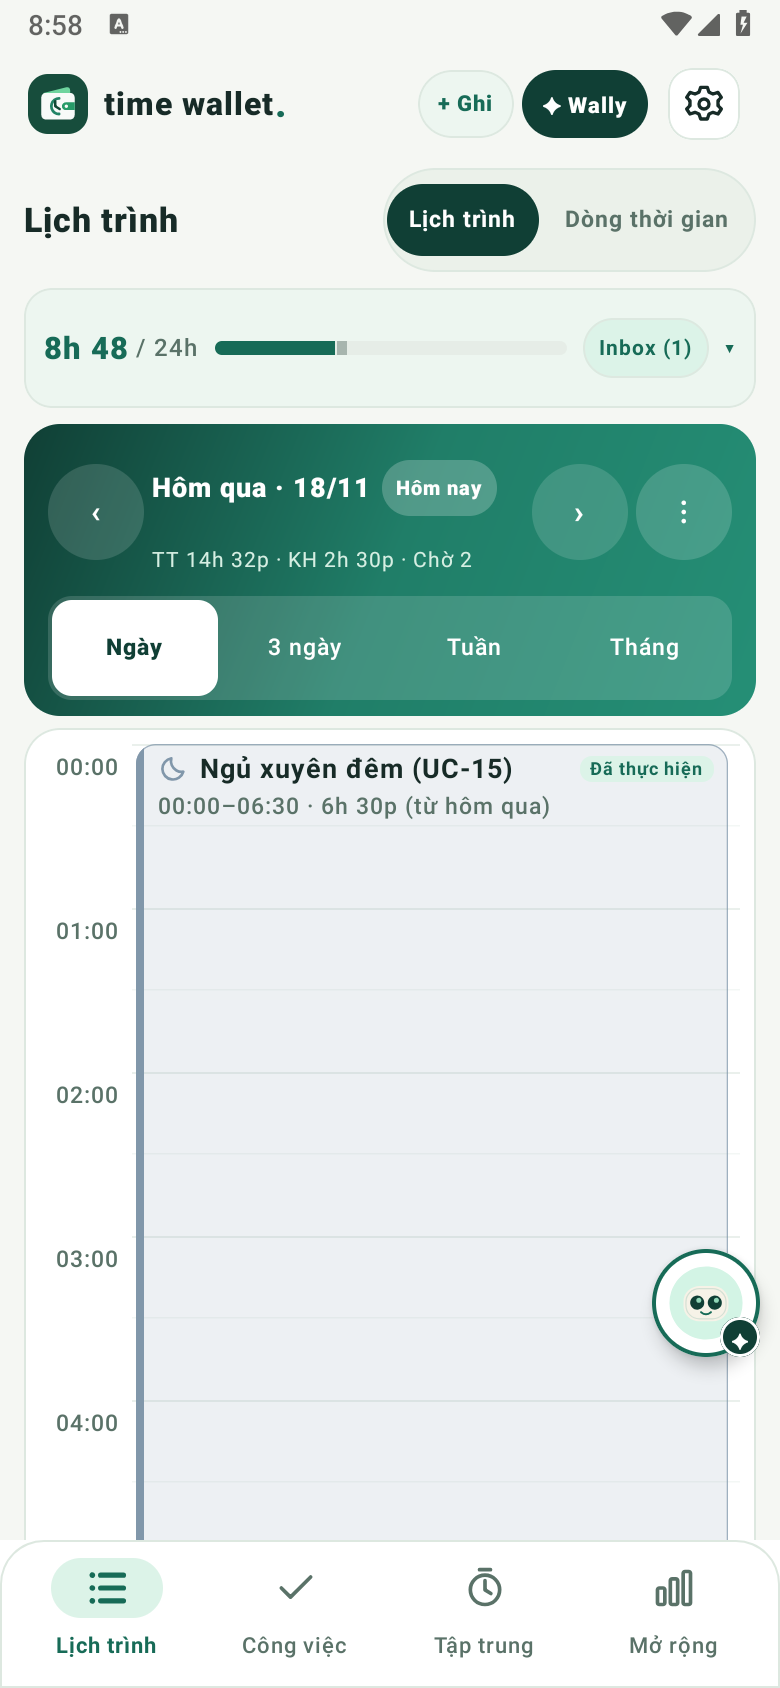 8:58
A
time wallet.
+ Ghi
Wally
Lịch trình
Lịch trình
Dòng thời gian
8h 48 / 24h
Inbox (1)
Hôm qua · 18/11
Hôm nay
TT 14h 32p · KH 2h 30p · Chờ 2
Ngày
3 ngày
Tuần
Tháng
00:00
Ngủ xuyên đêm (UC-15)
Đã thực hiện
00:00–06:30 · 6h 30p (từ hôm qua)
01:00
02:00
03:00
04:00
Lịch trình
Công việc
Tập trung
Mở rộng